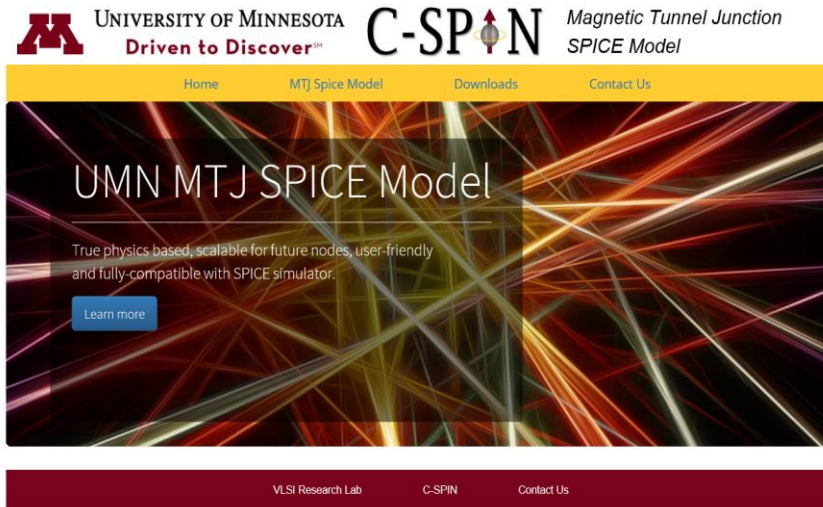 M UNIVERSITY OF MINNESOTA
Driven to Discover℠
C-SPIN
Magnetic Tunnel Junction
SPICE Model
Home MTJ Spice Model Downloads Contact Us
UMN MTJ SPICE Model
True physics based, scalable for future nodes, user-friendly
and fully-compatible with SPICE simulator.
Learn more
VLSI Research Lab C-SPIN Contact Us